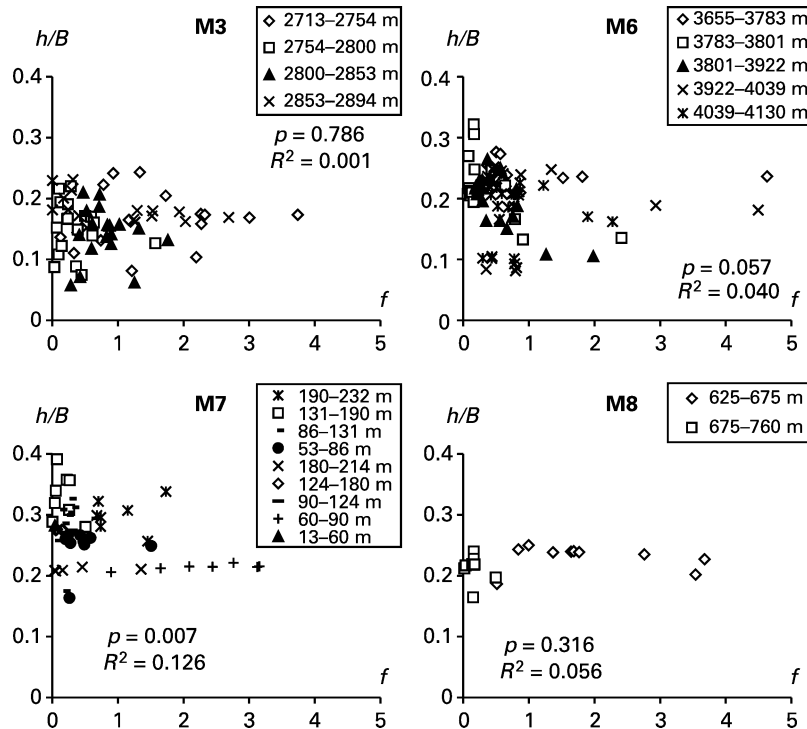 M3
2713–2754 m
2754–2800 m
2800–2853 m
2853–2894 m
h/B
p = 0.786
R² = 0.001
0.4
0.3
0.2
0.1
0
f
0 1 2 3 4 5
M6
3655–3783 m
3783–3801 m
3801–3922 m
3922–4039 m
4039–4130 m
h/B
0.4
0.3
0.2
0.1
0
p = 0.057
R² = 0.040
f
0 1 2 3 4 5
M7
190–232 m
131–190 m
86–131 m
53–86 m
180–214 m
124–180 m
90–124 m
60–90 m
13–60 m
h/B
0.4
0.3
0.2
0.1
0
p = 0.007
R² = 0.126
f
0 1 2 3 4 5
M8
625–675 m
675–760 m
h/B
0.4
0.3
0.2
0.1
0
p = 0.316
R² = 0.056
f
0 1 2 3 4 5